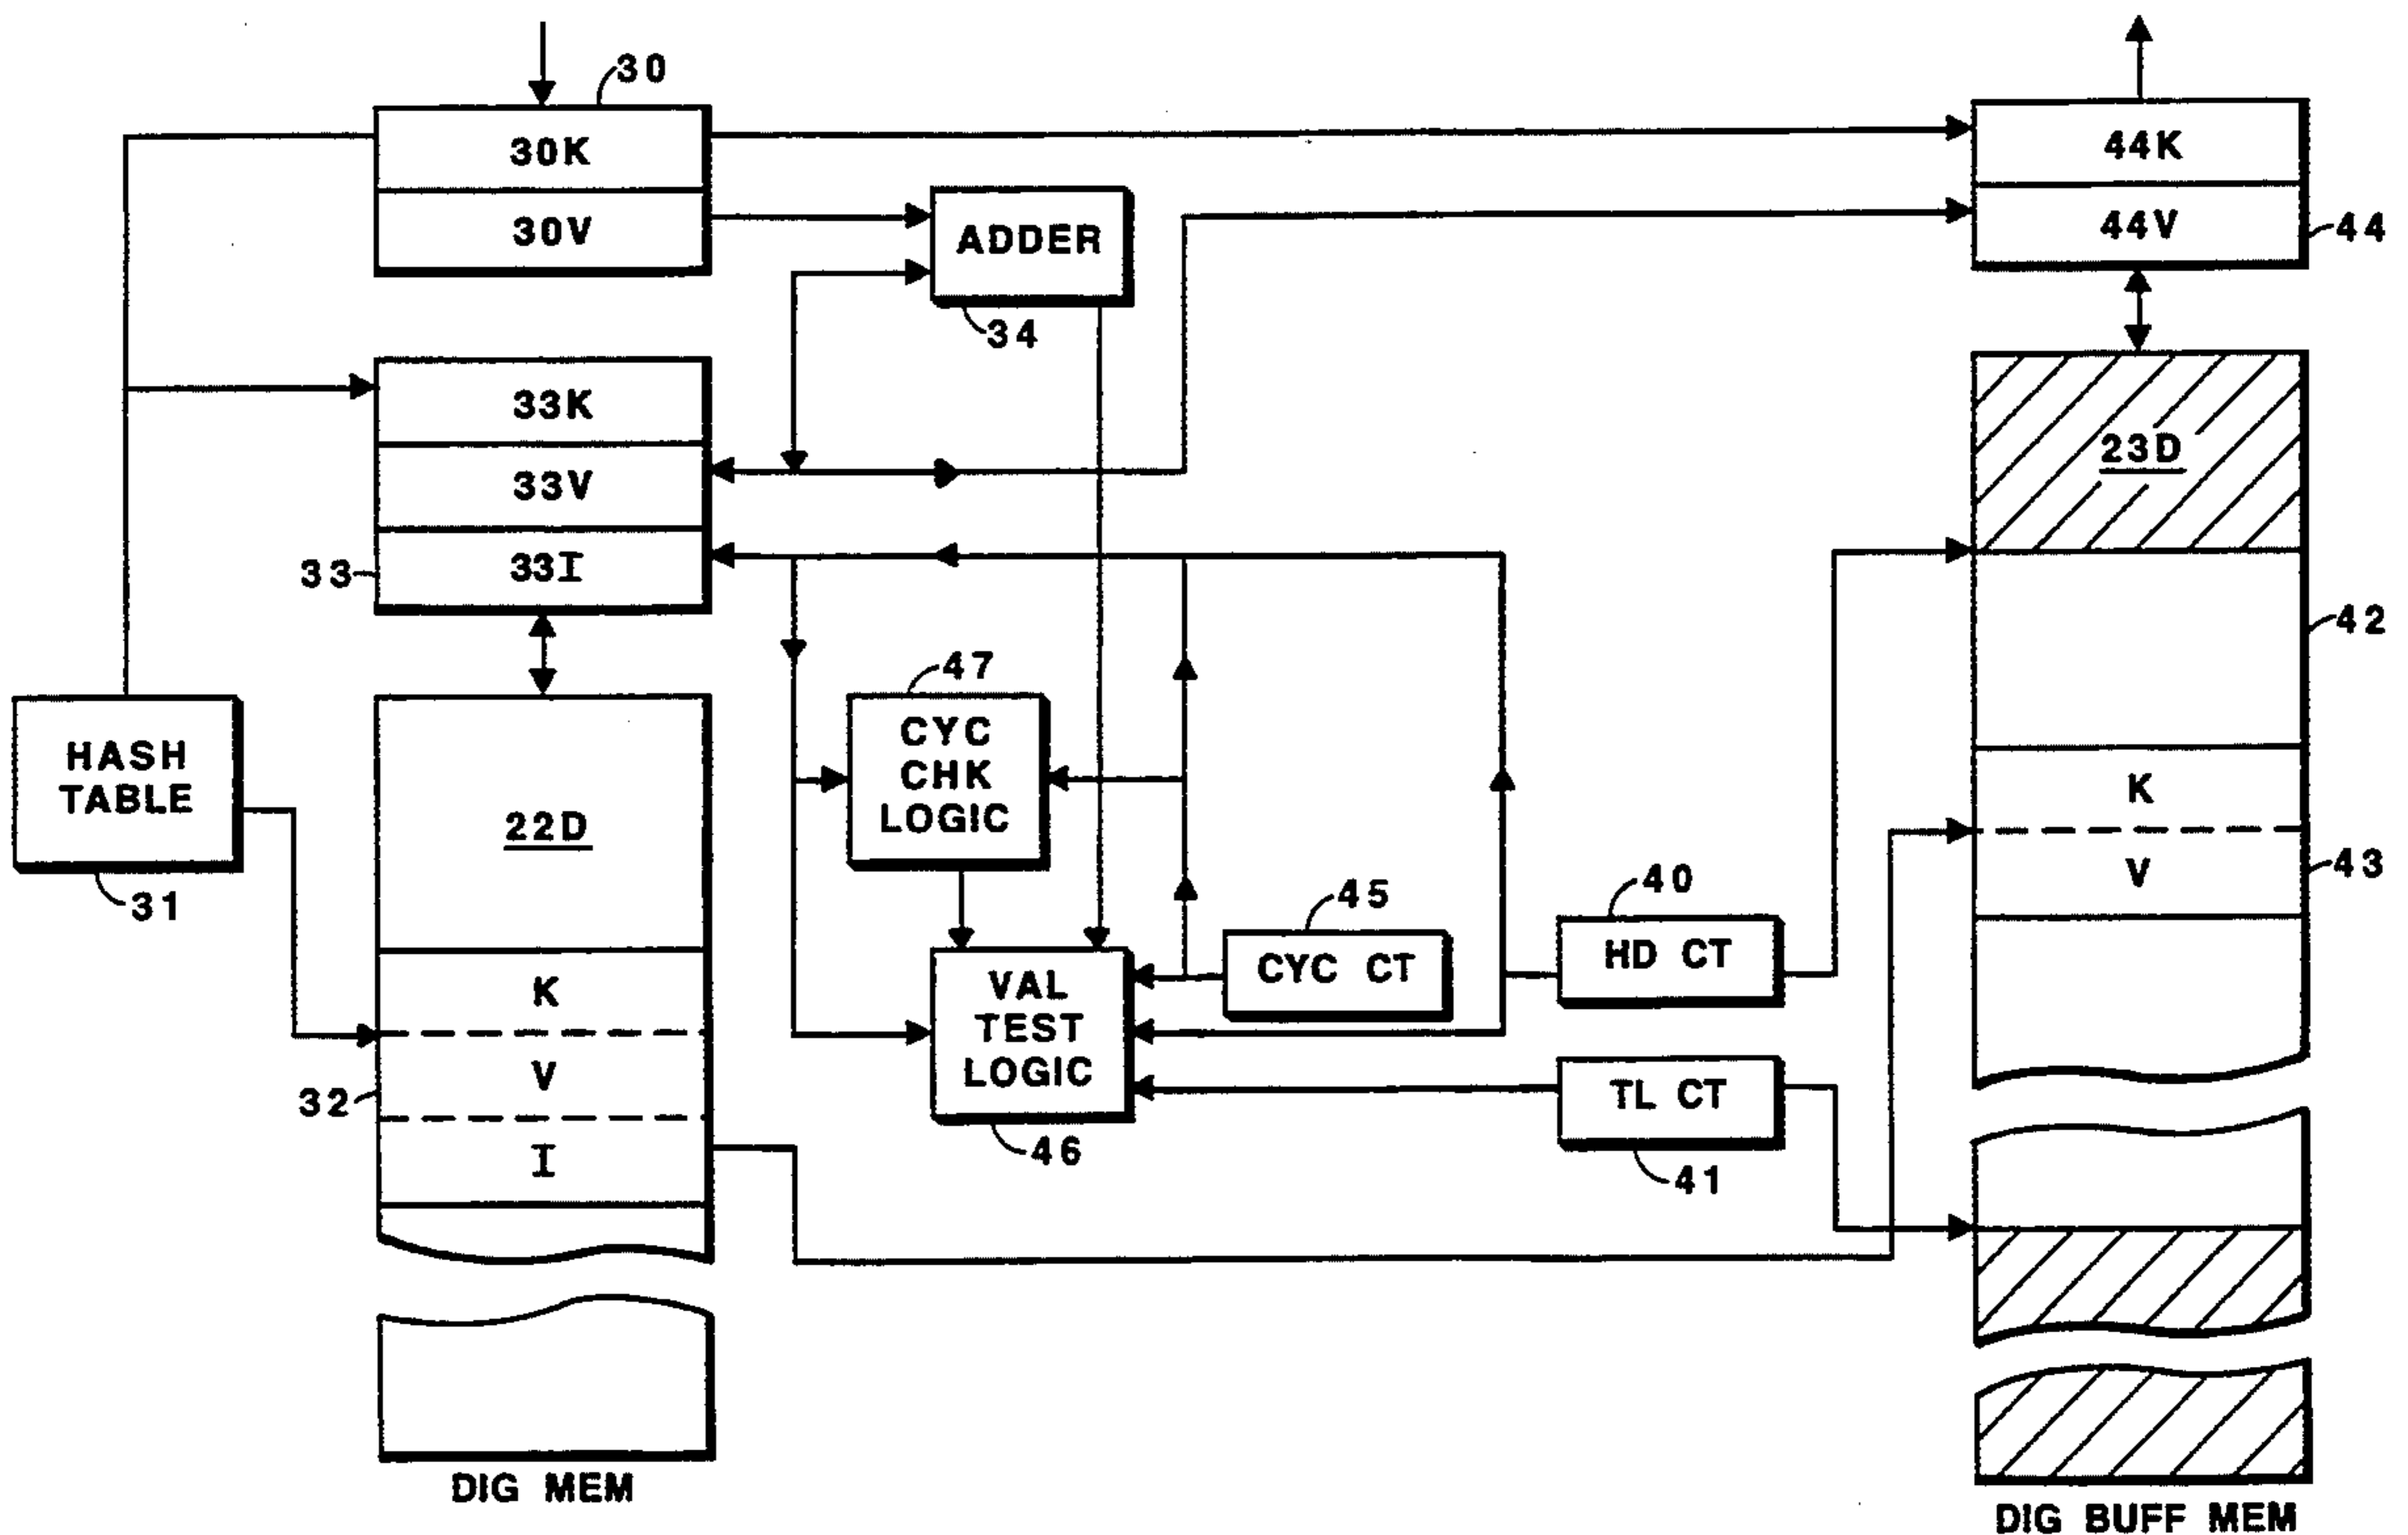 30
30K
44K
30V
ADDER
44V
44
34
33K
23D
33V
33
33I
42
47
CYC
CHK
LOGIC
HASH
TABLE
K
22D
45
40
V
43
31
HD CT
CYC CT
K
VAL
TEST
LOGIC
V
TL CT
32
46
41
I
DIG MEM
DIG BUFF MEM